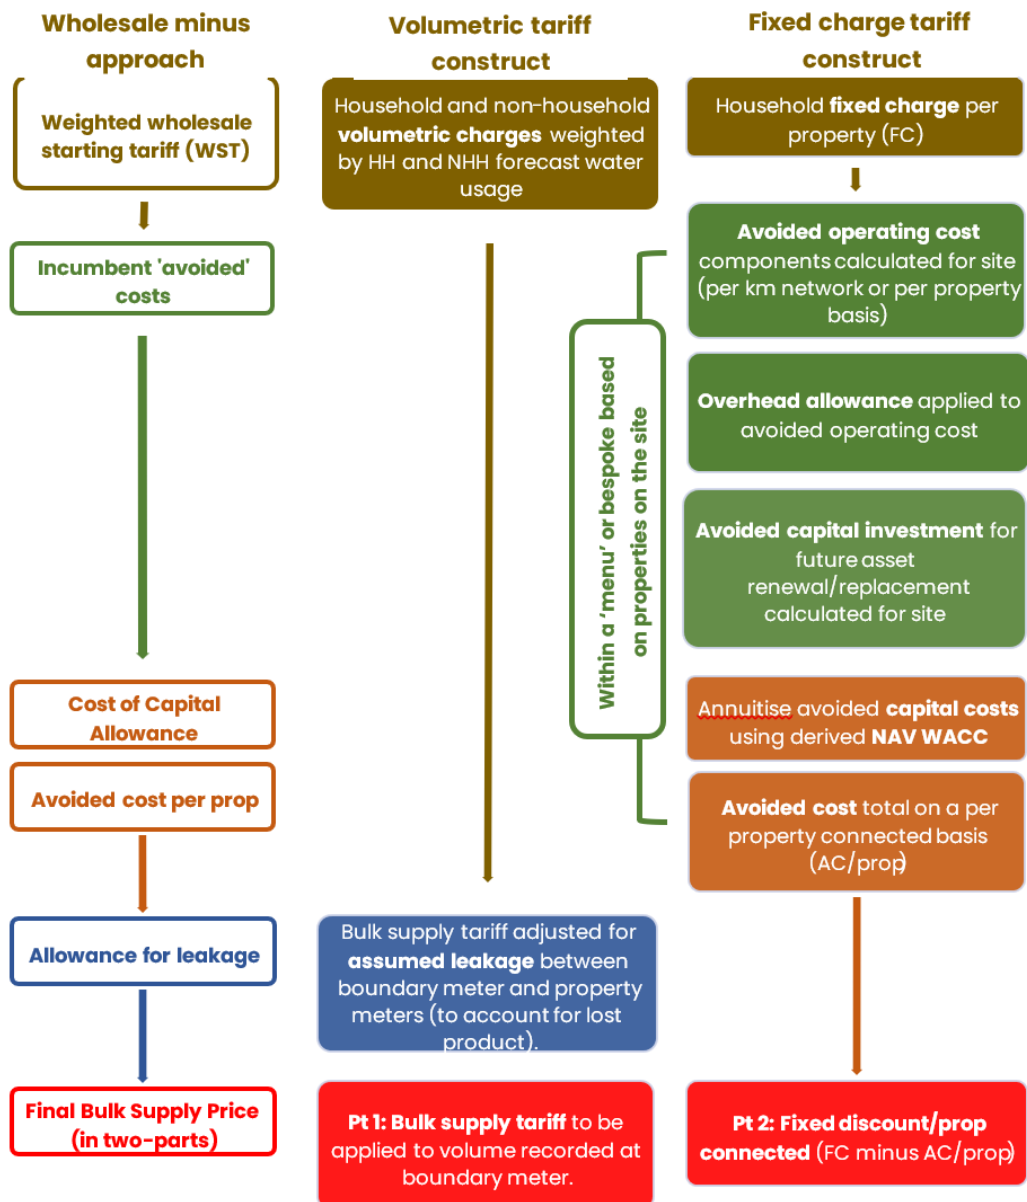 Wholesale minus
approach
Weighted wholesale
starting tariff (WST)
Incumbent 'avoided'
costs
Cost of Capital
Allowance
Avoided cost per prop
Allowance for leakage
Final Bulk Supply Price
(in two-parts)
Volumetric tariff
construct
Household and non-household
volumetric charges weighted
by HH and NHH forecast water
usage
Bulk supply tariff adjusted for
assumed leakage between
boundary meter and property
meters (to account for lost
product).
Pt 1: Bulk supply tariff to be
applied to volume recorded at
boundary meter.
Within a ‘menu’ or bespoke based
on properties on the site
Fixed charge tariff
construct
Household fixed charge per
property (FC)
Avoided operating cost
components calculated for site
(per km network or per property
basis)
Overhead allowance applied to
avoided operating cost
Avoided capital investment for
future asset
renewal/replacement
calculated for site
Annuitise avoided capital costs
using derived NAV WACC
Avoided cost total on a per
property connected basis
(AC/prop)
Pt 2: Fixed discount/prop
connected (FC minus AC/prop)